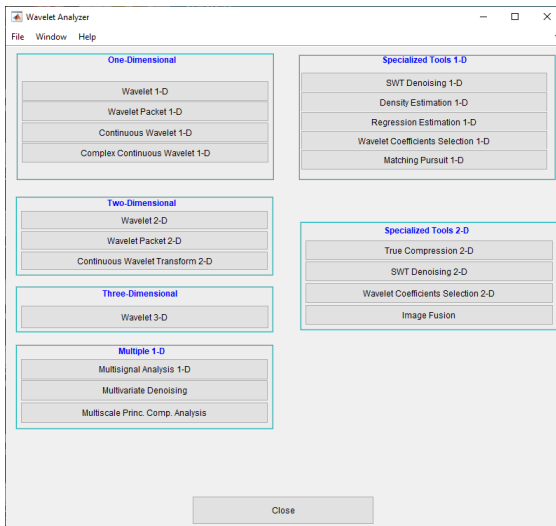 Wavelet Analyzer
File Window Help
One-Dimensional
Wavelet 1-D
Wavelet Packet 1-D
Continuous Wavelet 1-D
Complex Continuous Wavelet 1-D
Two-Dimensional
Wavelet 2-D
Wavelet Packet 2-D
Continuous Wavelet Transform 2-D
Three-Dimensional
Wavelet 3-D
Multiple 1-D
Multisignal Analysis 1-D
Multivariate Denoising
Multiscale Princ. Comp. Analysis
Specialized Tools 1-D
SWT Denoising 1-D
Density Estimation 1-D
Regression Estimation 1-D
Wavelet Coefficients Selection 1-D
Matching Pursuit 1-D
Specialized Tools 2-D
True Compression 2-D
SWT Denoising 2-D
Wavelet Coefficients Selection 2-D
Image Fusion
Close